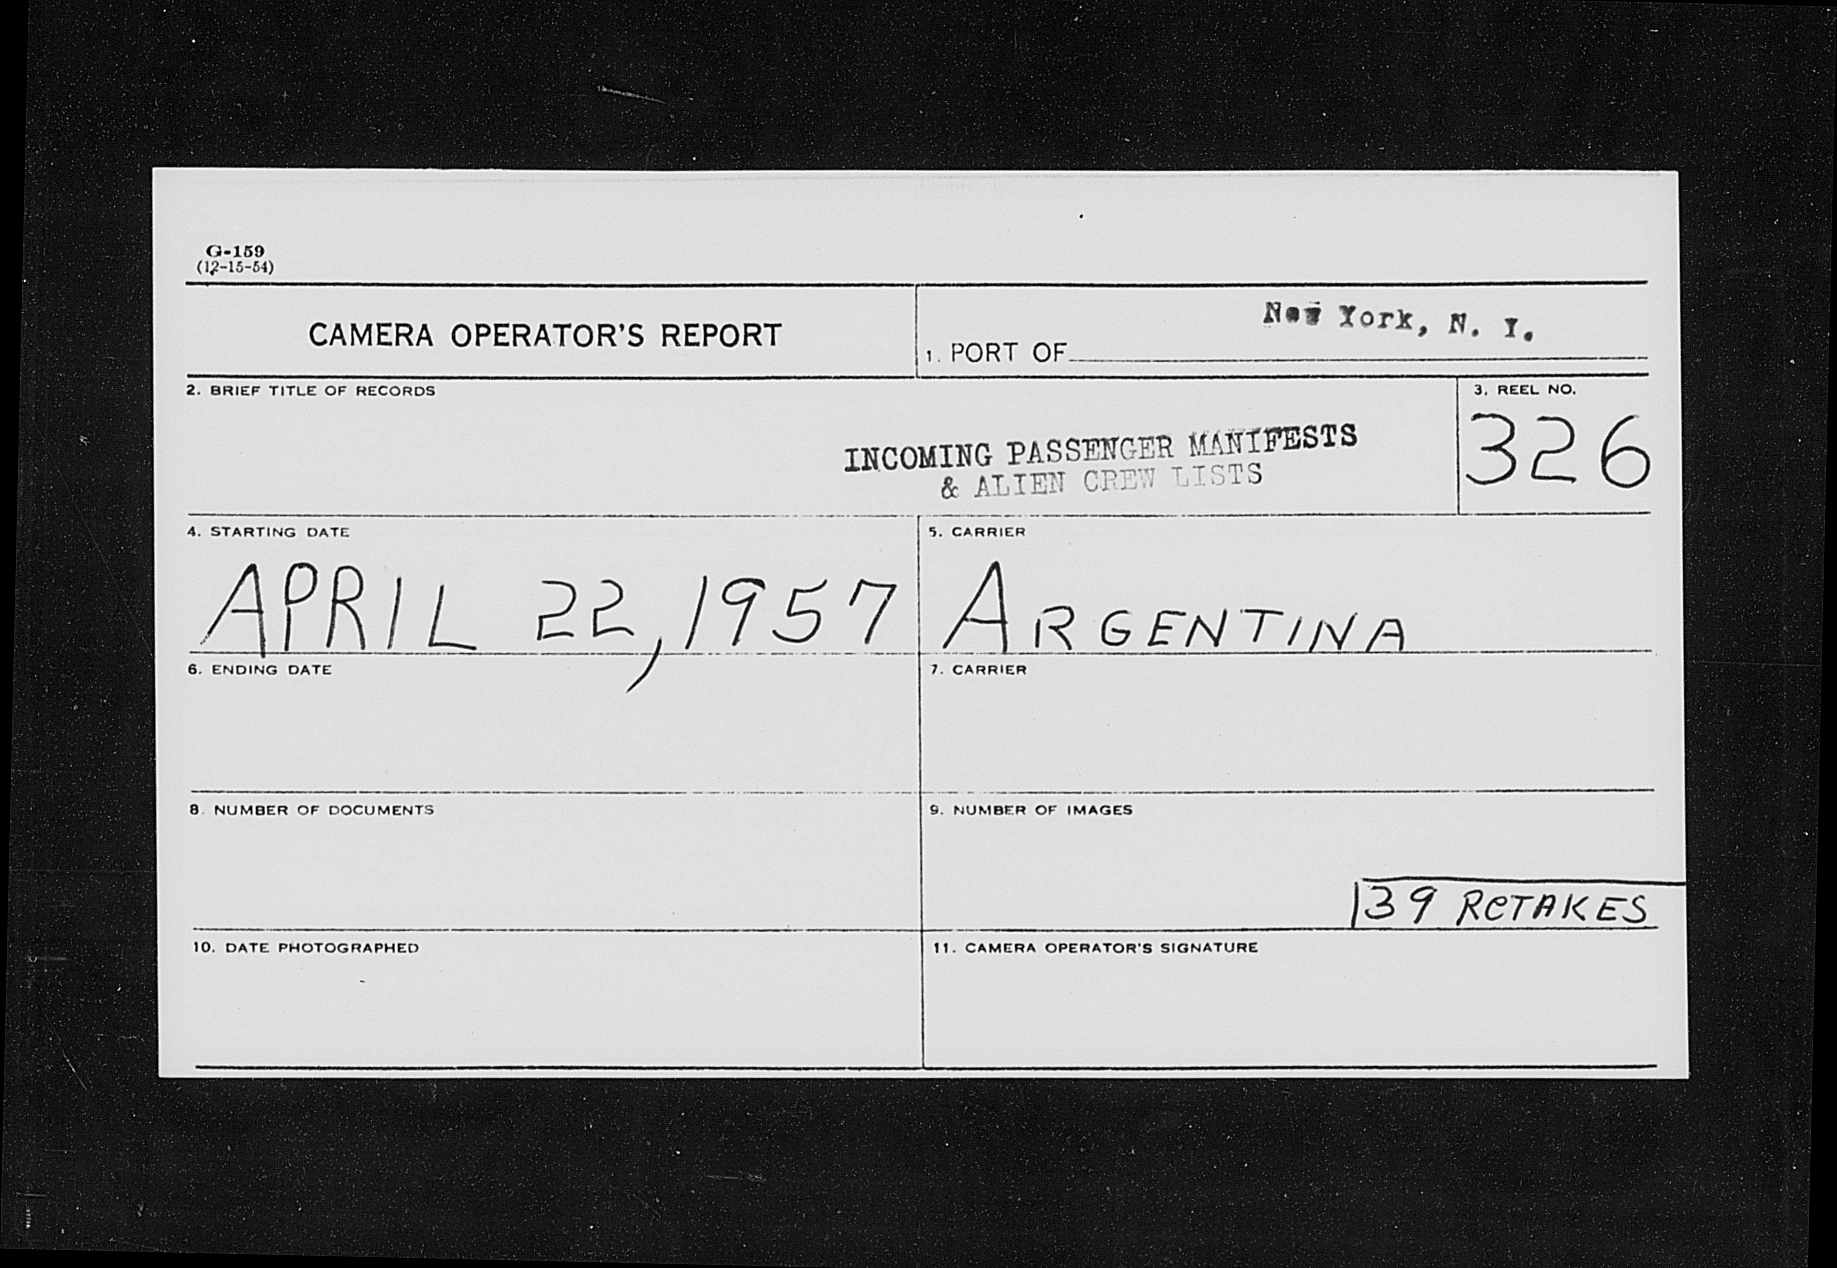 G-159
(12-15-54)
CAMERA OPERATOR'S REPORT
1. PORT OF New York, N. Y.
2. BRIEF TITLE OF RECORDS
INCOMING PASSENGER MANIFESTS
& ALIEN CREW LISTS
3. REEL NO.
326
4. STARTING DATE
APRIL 22, 1957
5. CARRIER
ARGENTINA
6. ENDING DATE
7. CARRIER
8. NUMBER OF DOCUMENTS
9. NUMBER OF IMAGES
39 RETAKES
10. DATE PHOTOGRAPHED
11. CAMERA OPERATOR'S SIGNATURE